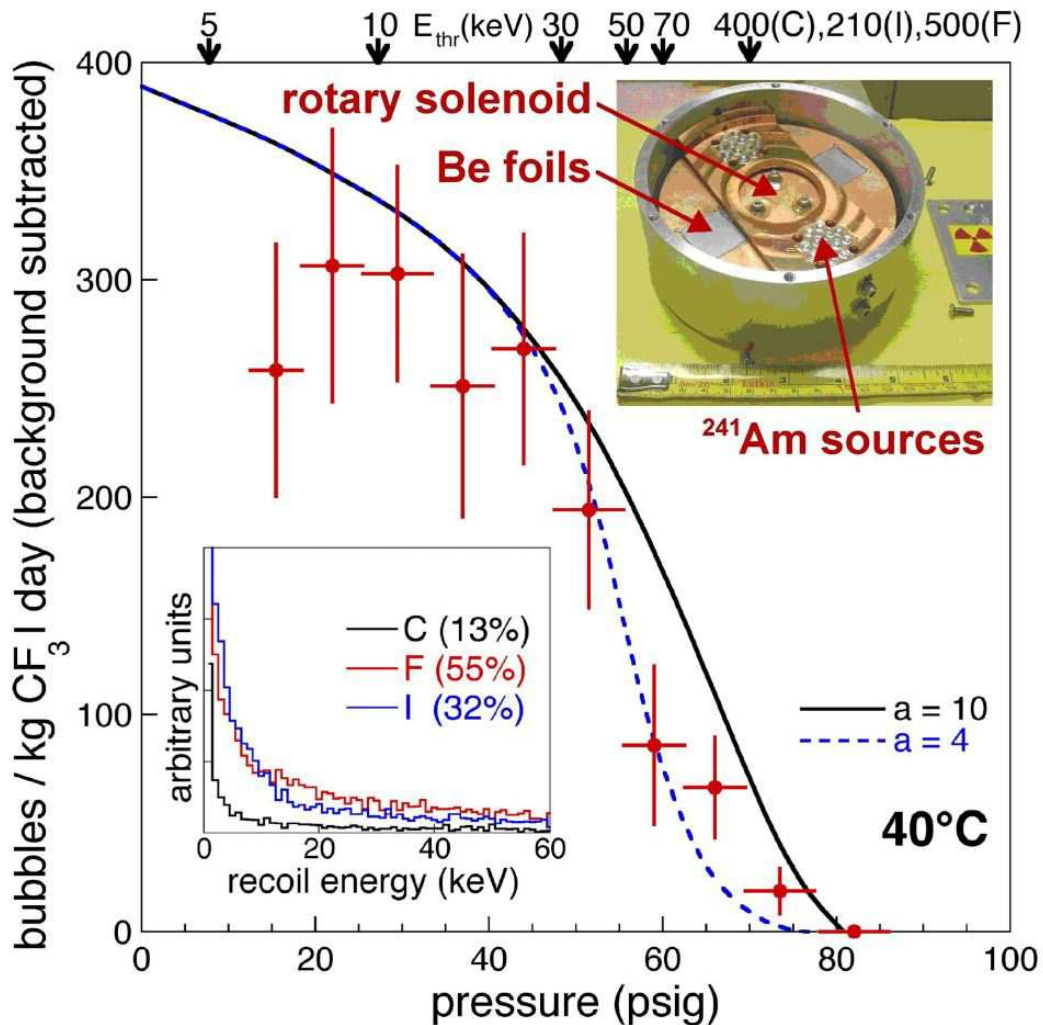 5 10 E_thr(keV) 30 50 70 400(C),210(I),500(F)
400
300
200
100
0
bubbles / kg CF_3 I day (background subtracted)
rotary solenoid
Be foils
²⁴¹Am sources
arbitrary units
C (13%)
F (55%)
I (32%)
0 20 40 60
recoil energy (keV)
a = 10
a = 4
40°C
0 20 40 60 80 100
pressure (psig)